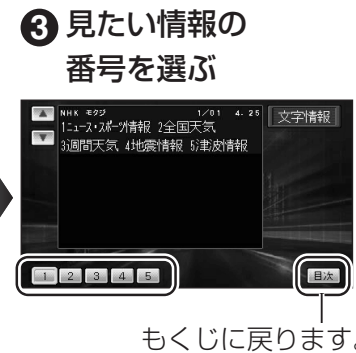 ❸ 見たい情報の
番号を選ぶ
NHK モクジ 1/01 4. 25
文字情報
1ニュース・スポーツ情報 2全国天気
3週間天気 4地震情報 5津波情報
1 2 3 4 5
目次
もくじに戻ります。